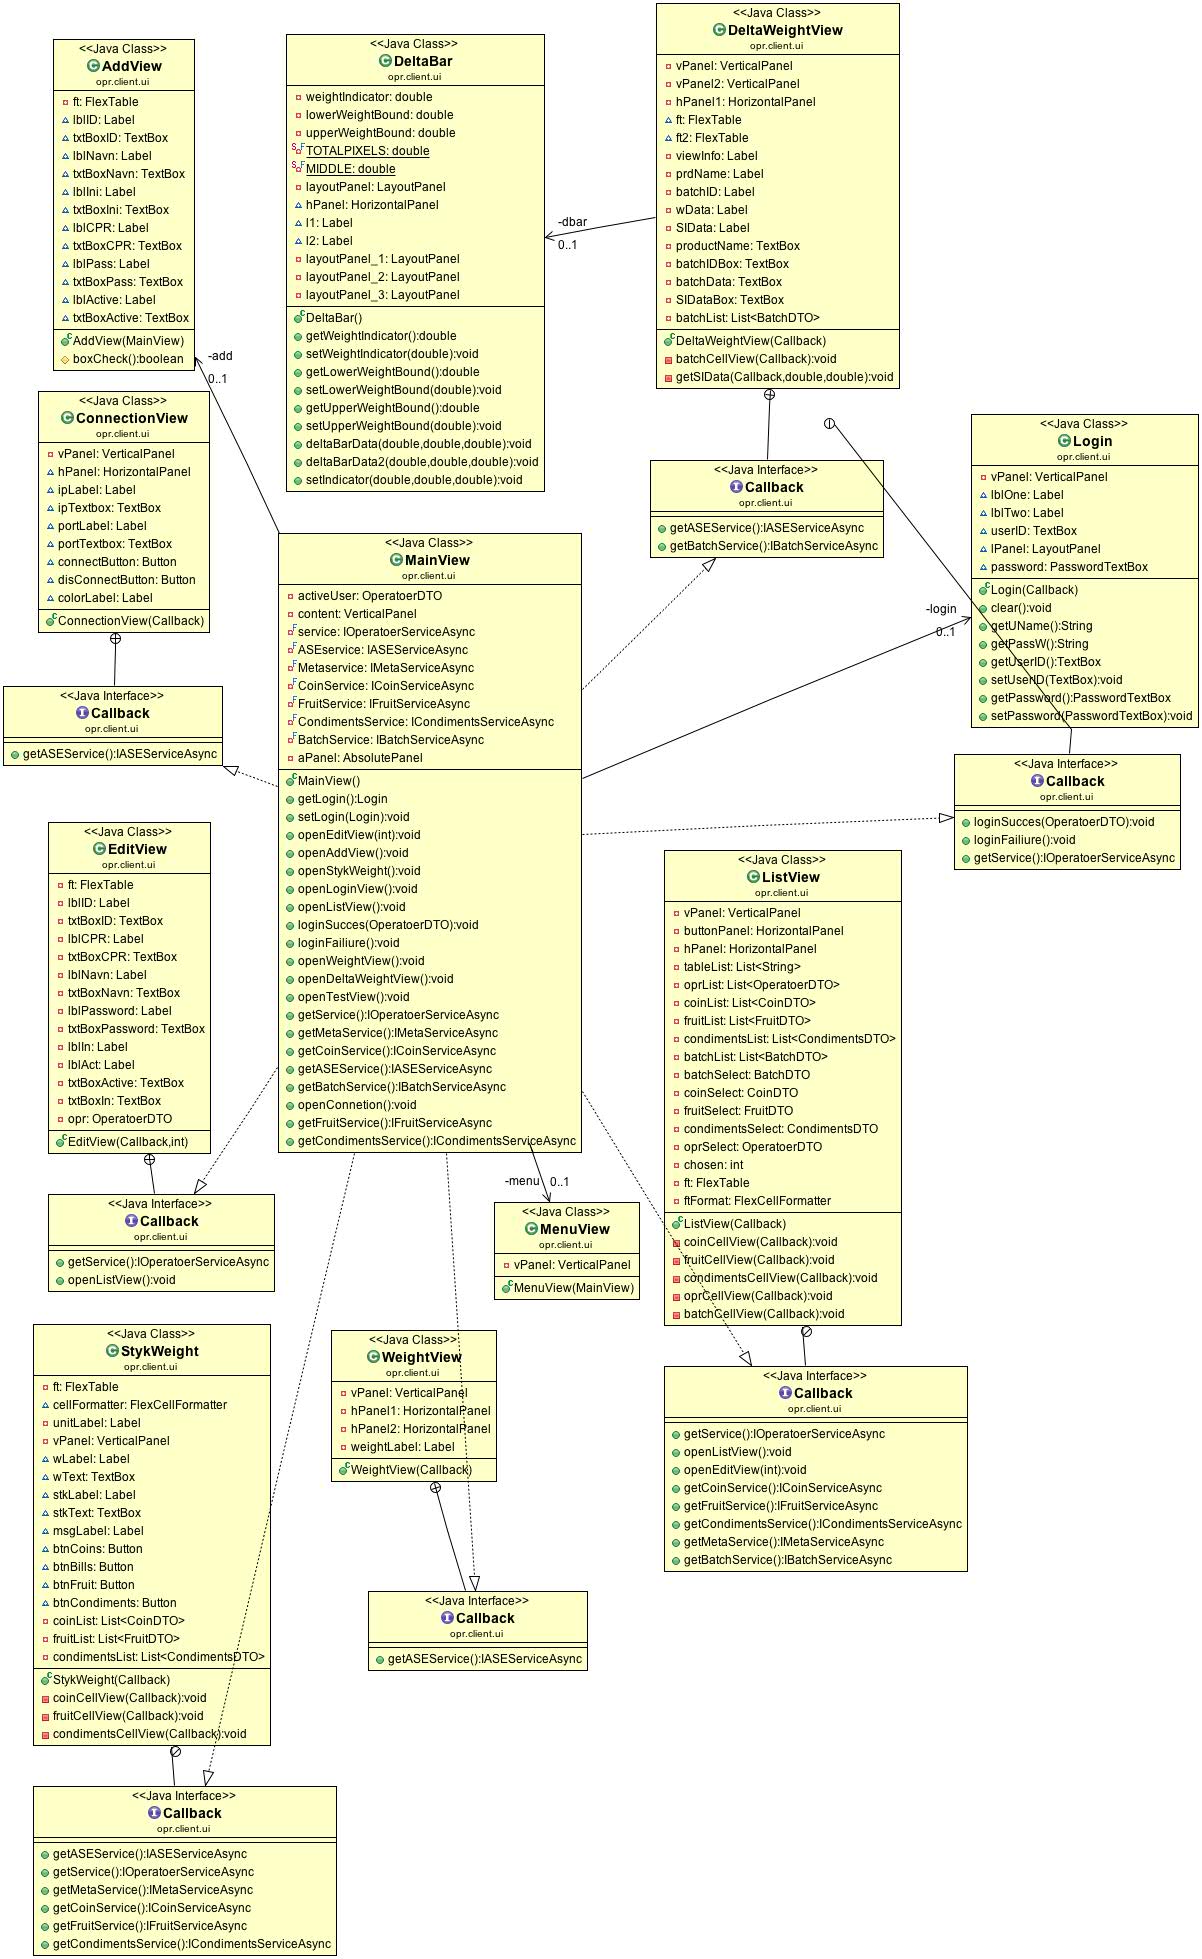 <<Java Class>>
AddView
opr.client.ui
ft: FlexTable
lblID: Label
txtBoxID: TextBox
lblNavn: Label
txtBoxNavn: TextBox
lblIni: Label
txtBoxIni: TextBox
lblCPR: Label
txtBoxCPR: TextBox
lblPass: Label
txtBoxPass: TextBox
lblActive: Label
txtBoxActive: TextBox
AddView(MainView)
boxCheck():boolean
<<Java Class>>
DeltaBar
opr.client.ui
weightIndicator: double
lowerWeightBound: double
upperWeightBound: double
TOTALPIXELS: double
MIDDLE: double
layoutPanel: LayoutPanel
hPanel: HorizontalPanel
l1: Label
l2: Label
layoutPanel_1: LayoutPanel
layoutPanel_2: LayoutPanel
layoutPanel_3: LayoutPanel
DeltaBar()
getWeightIndicator():double
setWeightIndicator(double):void
getLowerWeightBound():double
setLowerWeightBound(double):void
getUpperWeightBound():double
setUpperWeightBound(double):void
deltaBarData(double,double,double):void
deltaBarData2(double,double,double):void
setIndicator(double,double,double):void
<<Java Class>>
DeltaWeightView
opr.client.ui
vPanel: VerticalPanel
vPanel2: VerticalPanel
hPanel1: HorizontalPanel
ft: FlexTable
ft2: FlexTable
viewInfo: Label
prdName: Label
batchID: Label
wData: Label
SIData: Label
productName: TextBox
batchIDBox: TextBox
batchData: TextBox
SIDataBox: TextBox
batchList: List<BatchDTO>
DeltaWeightView(Callback)
batchCellView(Callback):void
getSIData(Callback,double,double):void
-dbar
0..1
-add
0..1
<<Java Class>>
ConnectionView
opr.client.ui
vPanel: VerticalPanel
hPanel: HorizontalPanel
ipLabel: Label
ipTextbox: TextBox
portLabel: Label
portTextbox: TextBox
connectButton: Button
disConnectButton: Button
colorLabel: Label
ConnectionView(Callback)
<<Java Interface>>
Callback
opr.client.ui
getASEService():IASEServiceAsync
getBatchService():IBatchServiceAsync
<<Java Class>>
Login
opr.client.ui
vPanel: VerticalPanel
lblOne: Label
lblTwo: Label
userID: TextBox
lPanel: LayoutPanel
password: PasswordTextBox
Login(Callback)
clear():void
getUName():String
getPassW():String
getUserID():TextBox
setUserID(TextBox):void
getPassword():PasswordTextBox
setPassword(PasswordTextBox):void
-login
0..1
<<Java Class>>
MainView
opr.client.ui
activeUser: OperatoerDTO
content: VerticalPanel
service: IOperatoerServiceAsync
ASEservice: IASEServiceAsync
Metaservice: IMetaServiceAsync
CoinService: ICoinServiceAsync
FruitService: IFruitServiceAsync
CondimentsService: ICondimentsServiceAsync
BatchService: IBatchServiceAsync
aPanel: AbsolutePanel
MainView()
getLogin():Login
setLogin(Login):void
openEditView(int):void
openAddView():void
openStykWeight():void
openLoginView():void
openListView():void
loginSucces(OperatoerDTO):void
loginFailiure():void
openWeightView():void
openDeltaWeightView():void
openTestView():void
getService():IOperatoerServiceAsync
getMetaService():IMetaServiceAsync
getCoinService():ICoinServiceAsync
getASEService():IASEServiceAsync
getBatchService():IBatchServiceAsync
openConnetion():void
getFruitService():IFruitServiceAsync
getCondimentsService():ICondimentsServiceAsync
<<Java Interface>>
Callback
opr.client.ui
getASEService():IASEServiceAsync
<<Java Interface>>
Callback
opr.client.ui
loginSucces(OperatoerDTO):void
loginFailiure():void
getService():IOperatoerServiceAsync
<<Java Class>>
EditView
opr.client.ui
ft: FlexTable
lblID: Label
txtBoxID: TextBox
lblCPR: Label
txtBoxCPR: TextBox
lblNavn: Label
txtBoxNavn: TextBox
lblPassword: Label
txtBoxPassword: TextBox
lblIn: Label
lblAct: Label
txtBoxActive: TextBox
txtBoxIn: TextBox
opr: OperatoerDTO
EditView(Callback,int)
<<Java Class>>
ListView
opr.client.ui
vPanel: VerticalPanel
buttonPanel: HorizontalPanel
hPanel: HorizontalPanel
tableList: List<String>
oprList: List<OperatoerDTO>
coinList: List<CoinDTO>
fruitList: List<FruitDTO>
condimentsList: List<CondimentsDTO>
batchList: List<BatchDTO>
batchSelect: BatchDTO
coinSelect: CoinDTO
fruitSelect: FruitDTO
condimentsSelect: CondimentsDTO
oprSelect: OperatoerDTO
chosen: int
ft: FlexTable
ftFormat: FlexCellFormatter
ListView(Callback)
coinCellView(Callback):void
fruitCellView(Callback):void
condimentsCellView(Callback):void
oprCellView(Callback):void
batchCellView(Callback):void
<<Java Interface>>
Callback
opr.client.ui
getService():IOperatoerServiceAsync
openListView():void
-menu
0..1
<<Java Class>>
MenuView
opr.client.ui
vPanel: VerticalPanel
MenuView(MainView)
<<Java Class>>
StykWeight
opr.client.ui
ft: FlexTable
cellFormatter: FlexCellFormatter
unitLabel: Label
vPanel: VerticalPanel
wLabel: Label
wText: TextBox
stkLabel: Label
stkText: TextBox
msgLabel: Label
btnCoins: Button
btnBills: Button
btnFruit: Button
btnCondiments: Button
coinList: List<CoinDTO>
fruitList: List<FruitDTO>
condimentsList: List<CondimentsDTO>
StykWeight(Callback)
coinCellView(Callback):void
fruitCellView(Callback):void
condimentsCellView(Callback):void
<<Java Class>>
WeightView
opr.client.ui
vPanel: VerticalPanel
hPanel1: HorizontalPanel
hPanel2: HorizontalPanel
weightLabel: Label
WeightView(Callback)
<<Java Interface>>
Callback
opr.client.ui
getService():IOperatoerServiceAsync
openListView():void
openEditView(int):void
getCoinService():ICoinServiceAsync
getFruitService():IFruitServiceAsync
getCondimentsService():ICondimentsServiceAsync
getMetaService():IMetaServiceAsync
getBatchService():IBatchServiceAsync
<<Java Interface>>
Callback
opr.client.ui
getASEService():IASEServiceAsync
<<Java Interface>>
Callback
opr.client.ui
getASEService():IASEServiceAsync
getService():IOperatoerServiceAsync
getMetaService():IMetaServiceAsync
getCoinService():ICoinServiceAsync
getFruitService():IFruitServiceAsync
getCondimentsService():ICondimentsServiceAsync